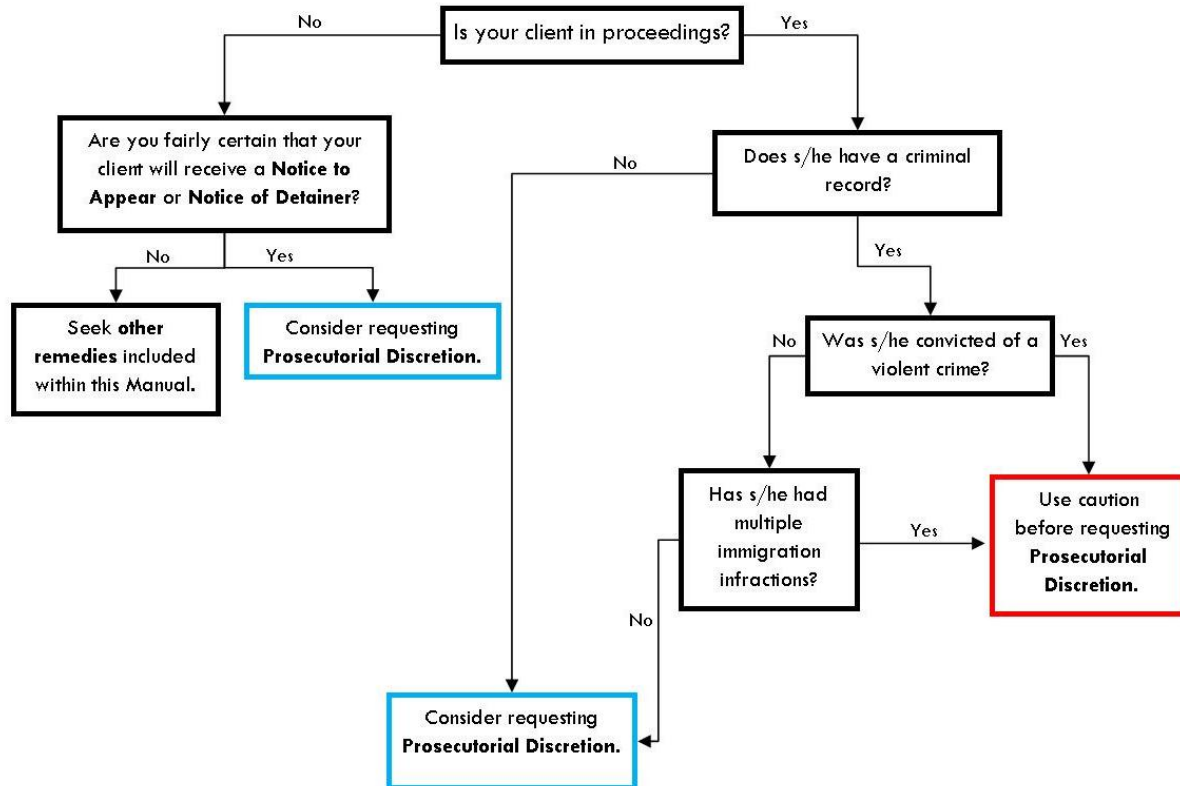 No
Is your client in proceedings?
Yes
Are you fairly certain that your
client will receive a Notice to
Appear or Notice of Detainer?
No
Does s/he have a criminal
record?
No
Yes
Yes
Seek other
remedies included
within this Manual.
Consider requesting
Prosecutorial Discretion.
No
Was s/he convicted of a
violent crime?
Yes
Has s/he had
multiple
immigration
infractions?
Yes
Use caution
before requesting
Prosecutorial
Discretion.
No
Consider requesting
Prosecutorial Discretion.